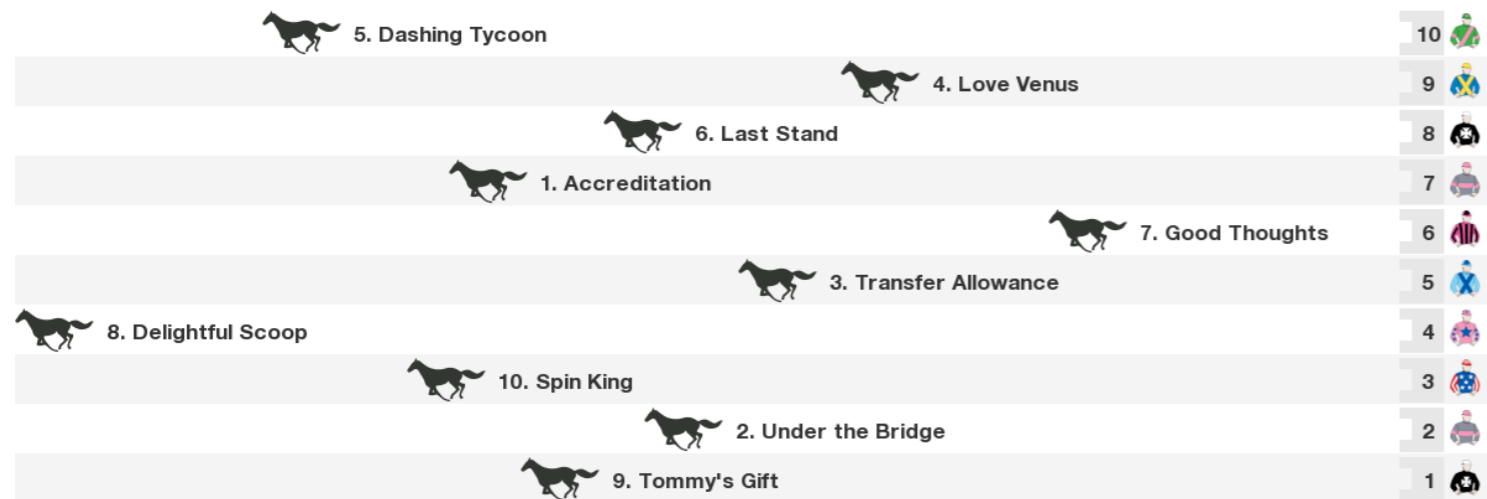 5. Dashing Tycoon 10
4. Love Venus 9
6. Last Stand 8
1. Accreditation 7
7. Good Thoughts 6
3. Transfer Allowance 5
8. Delightful Scoop 4
10. Spin King 3
2. Under the Bridge 2
9. Tommy's Gift 1